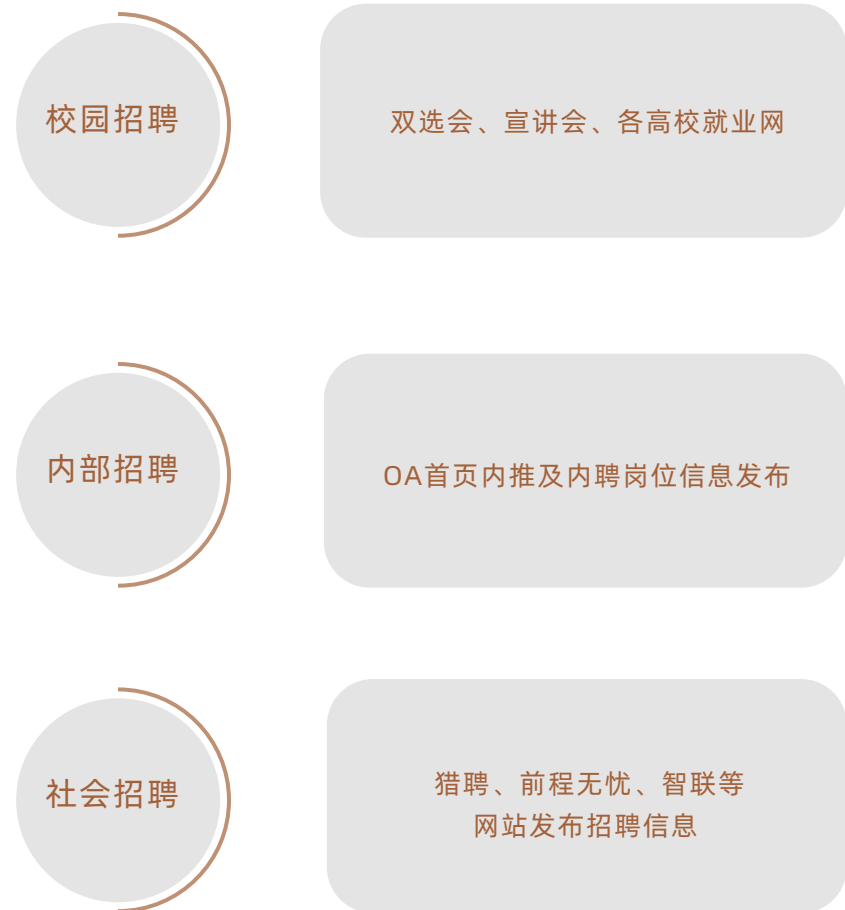 校园招聘
双选会、宣讲会、各高校就业网
内部招聘
OA首页内推及内聘岗位信息发布
社会招聘
猎聘、前程无忧、智联等
网站发布招聘信息